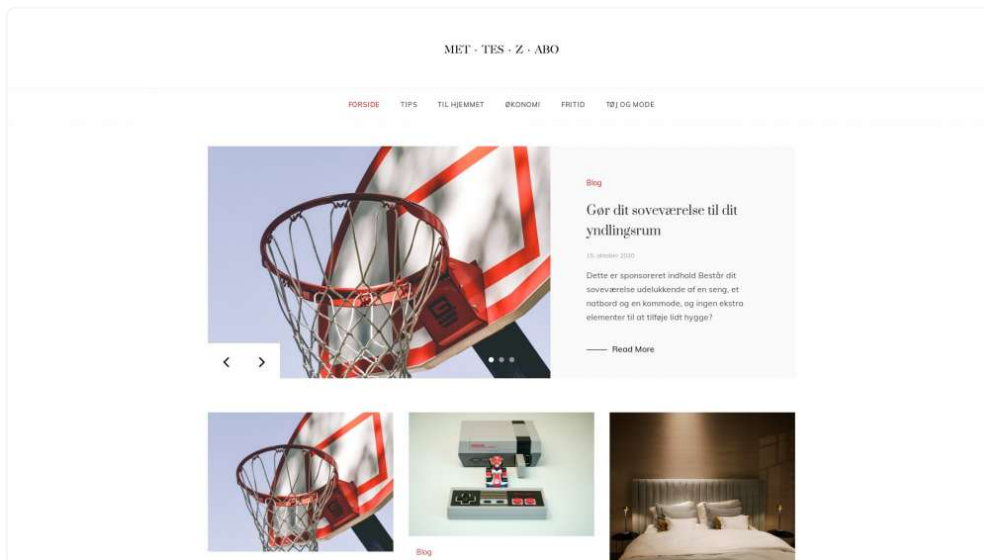 MET - TES - Z - ABO
FORSIDE TIPS TIL HJEMMET ØKONOMI FRITID TØJ OG MODE
Blog
Gør dit soveværelse til dit
yndlingsrum
15. oktober 2020
Dette er sponsoreret indhold Består dit
soveværelse udelukkende af en seng, et
natbord og en kommode, og ingen ekstra
elementer til at tilføje lidt hygge?
Read More
Blog